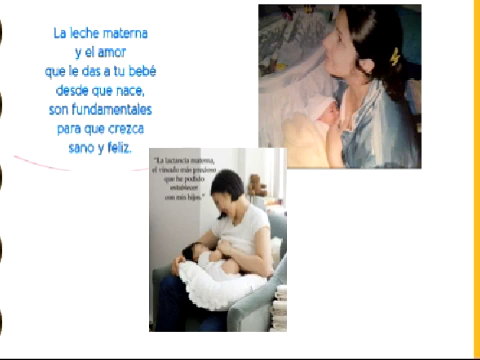 La leche materna
y el amor
que le das a tu bebé
desde que nace,
son fundamentales
para que crezca
sano y feliz.
"La lactancia materna,
el vínculo más precioso
que he podido
establecer
con mis hijos."